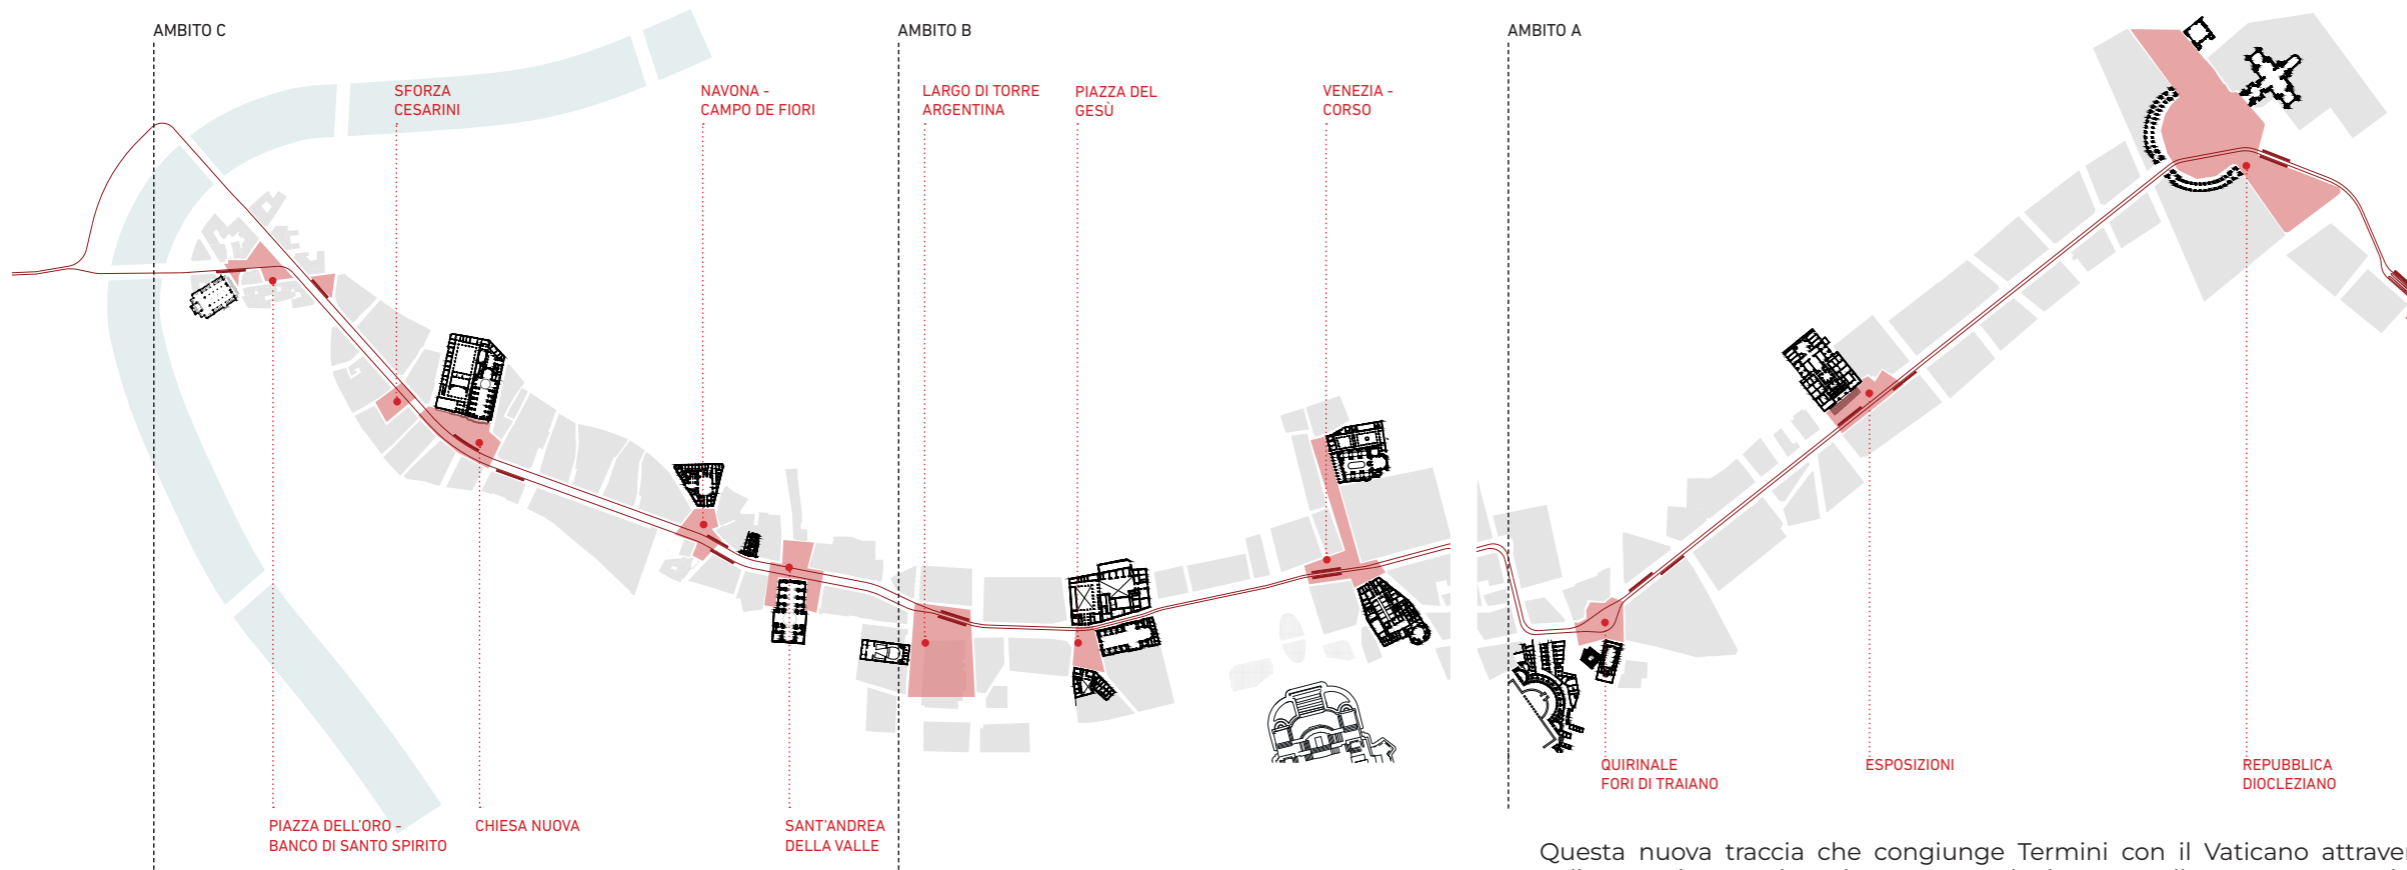 AMBITO C
AMBITO B
AMBITO A
SFORZA
CESARINI
NAVONA -
CAMPO DE FIORI
LARGO DI TORRE
ARGENTINA
PIAZZA DEL
GESÙ
VENEZIA -
CORSO
QUIRINALE
FORI DI TRAIANO
ESPOSIZIONI
REPUBBLICA
DIOCLEZIANO
PIAZZA DELL'ORO -
BANCO DI SANTO SPIRITO
CHIESA NUOVA
SANT'ANDREA
DELLA VALLE
Questa nuova traccia che congiunge Termini con il Vaticano